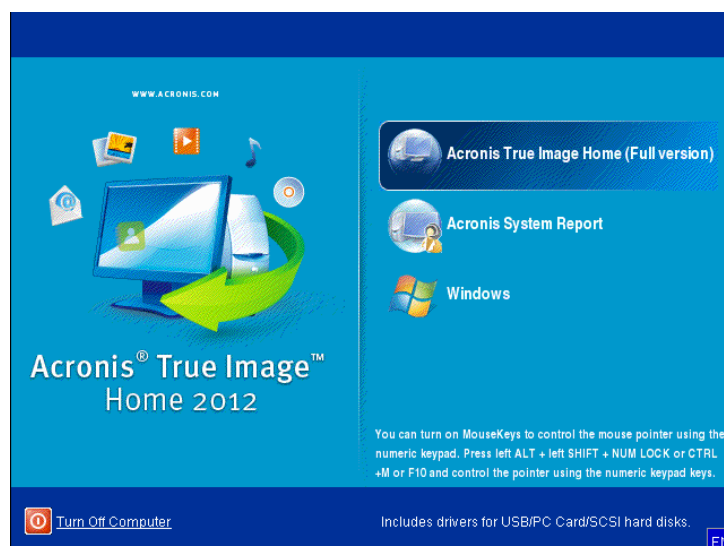 WWW.ACRONIS.COM
Acronis® True Image™
Home 2012
Acronis True Image Home (Full version)
Acronis System Report
Windows
You can turn on MouseKeys to control the mouse pointer using the
numeric keypad. Press left ALT + left SHIFT + NUM LOCK or CTRL
+M or F10 and control the pointer using the numeric keypad keys.
Turn Off Computer
Includes drivers for USB/PC Card/SCSI hard disks.